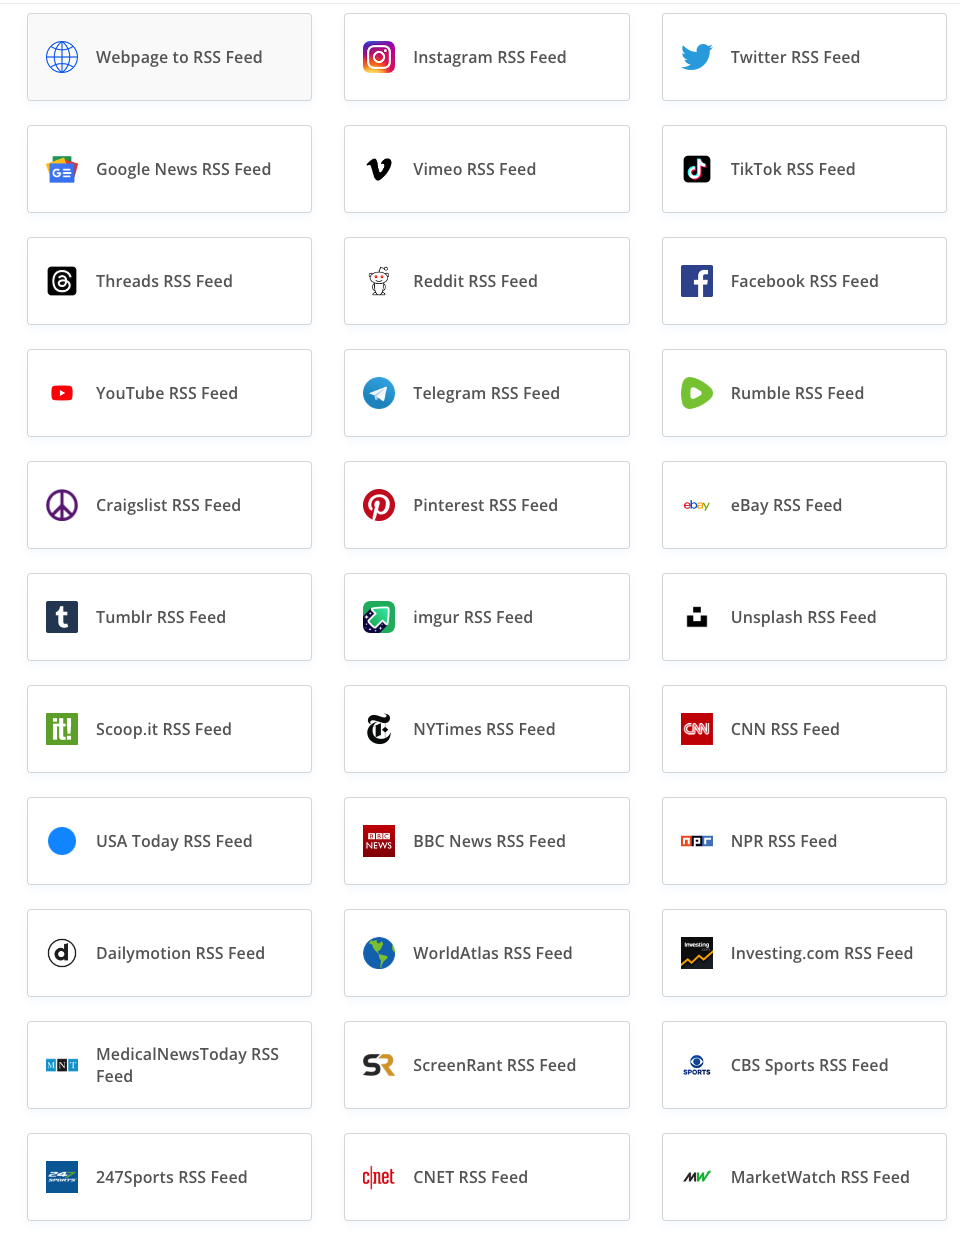 Webpage to RSS Feed
Instagram RSS Feed
Twitter RSS Feed
GE
Google News RSS Feed
Vimeo RSS Feed
TikTok RSS Feed
Threads RSS Feed
Reddit RSS Feed
Facebook RSS Feed
YouTube RSS Feed
Telegram RSS Feed
Rumble RSS Feed
Craigslist RSS Feed
Pinterest RSS Feed
ebay
eBay RSS Feed
t
Tumblr RSS Feed
imgur RSS Feed
Unsplash RSS Feed
it!
Scoop.it RSS Feed
T
NYTimes RSS Feed
CNN
CNN RSS Feed
USA Today RSS Feed
BBC
NEWS
BBC News RSS Feed
npr
NPR RSS Feed
d
Dailymotion RSS Feed
WorldAtlas RSS Feed
Investing
.com
Investing.com RSS Feed
MNT
MedicalNewsToday RSS
Feed
SR
ScreenRant RSS Feed
SPORTS
CBS Sports RSS Feed
247
SPORTS
247Sports RSS Feed
c|net
CNET RSS Feed
MW
MarketWatch RSS Feed